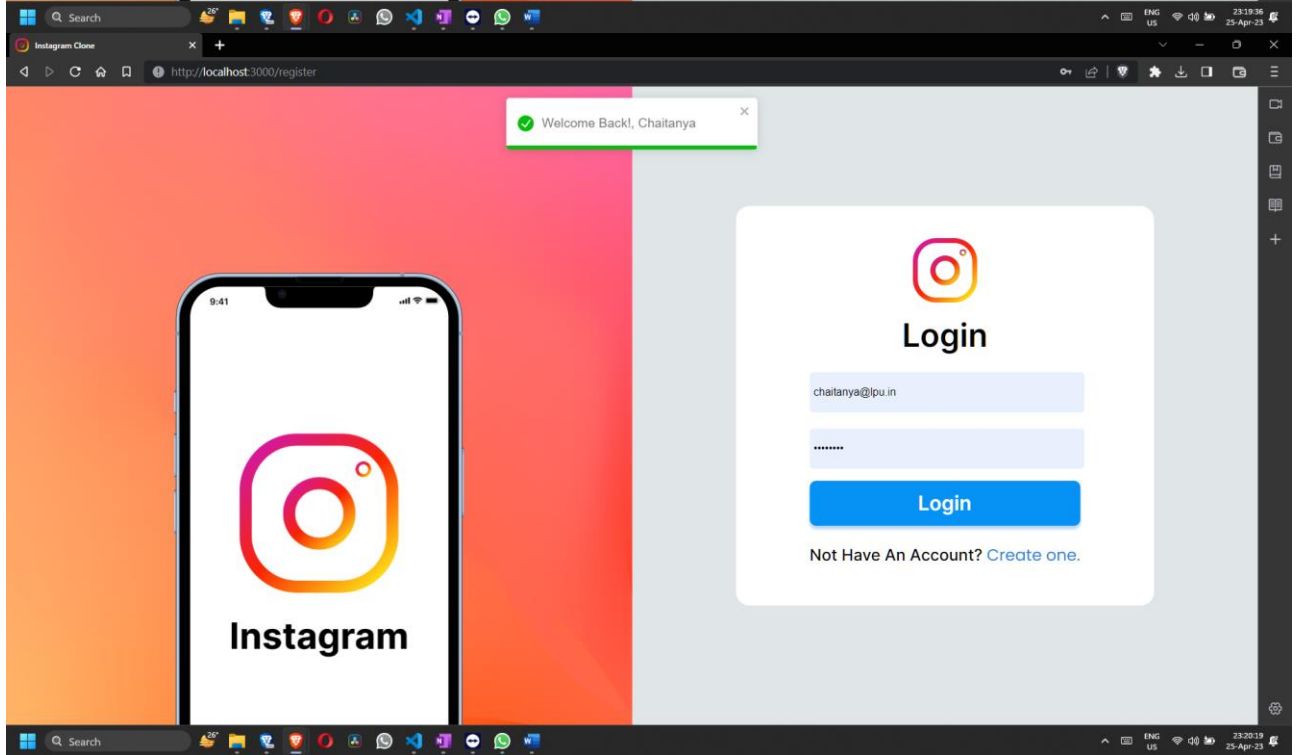 Search
26°
ENG
US
23:19:36
25-Apr-23
Instagram Clone
http://localhost:3000/register
Welcome Back!, Chaitanya
9:41
Instagram
Login
chaitanya@lpu.in
••••••••
Login
Not Have An Account? Create one.
Search
26°
ENG
US
23:20:19
25-Apr-23